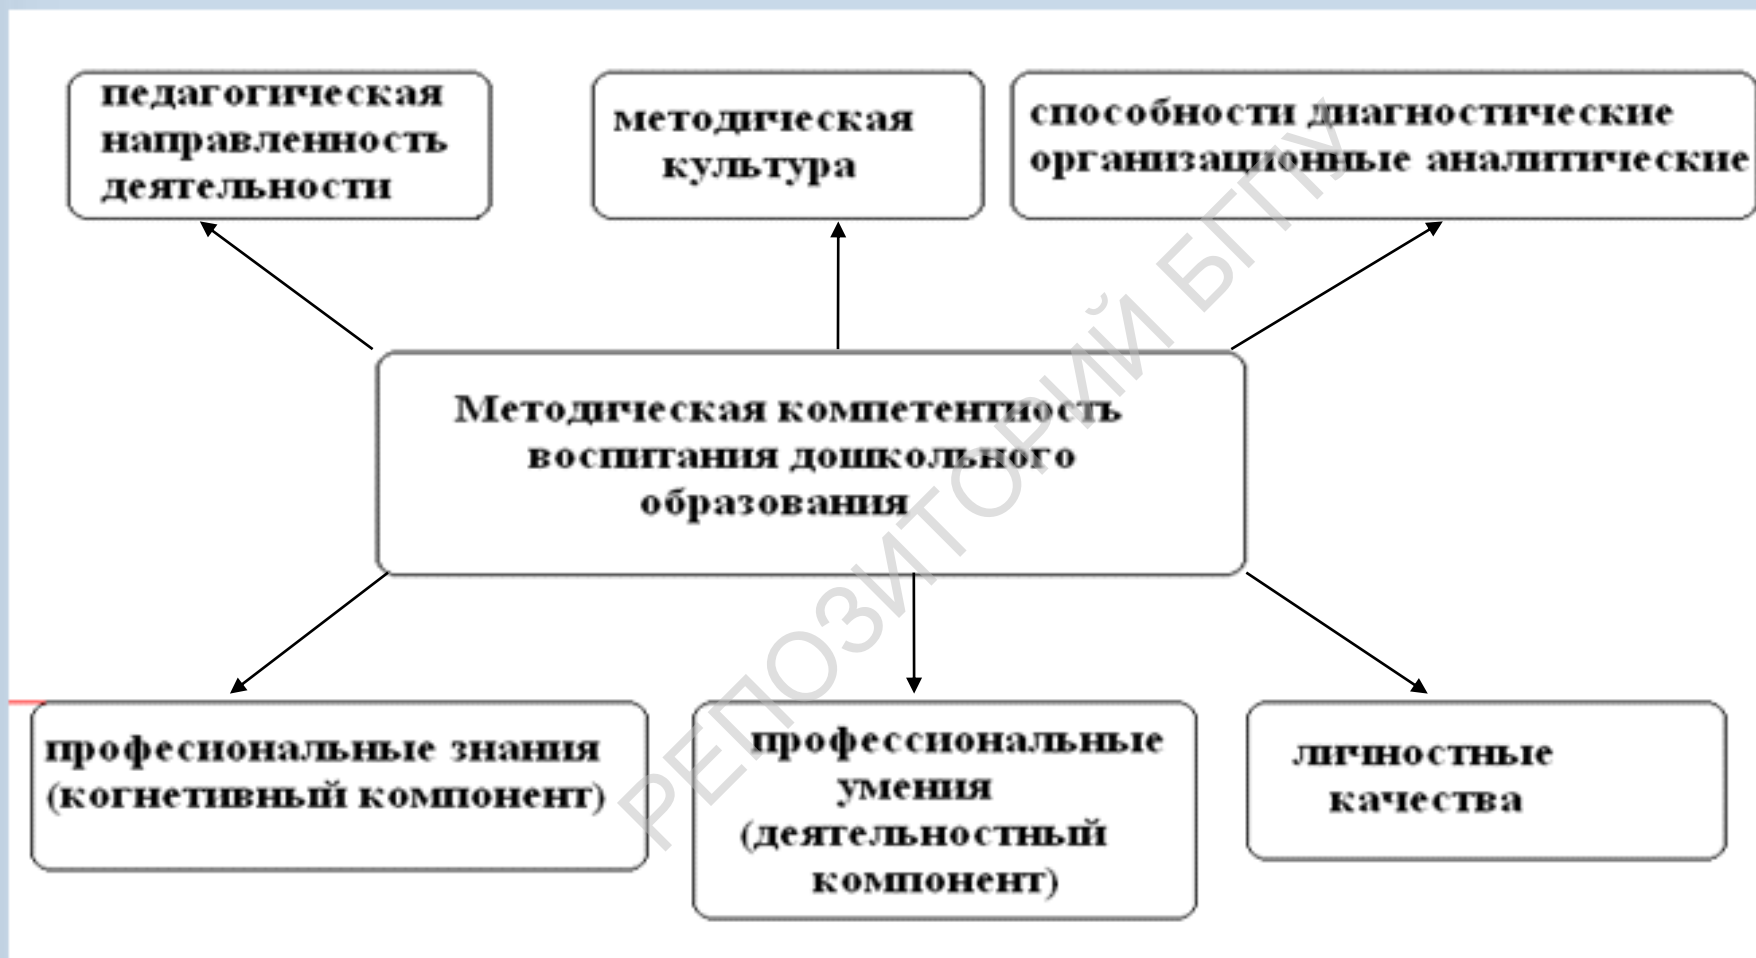 педагогическая
направленность
деятельности
методическая
культура
способности диагностические
организационные аналитические
Методическая компетентность
воспитания дошкольного
образования
професиональные знания
(когнетивный компонент)
профессиональные
умения
(деятельностный
компонент)
личностные
качества
РЕПОЗИТОРИЙ БГПУ